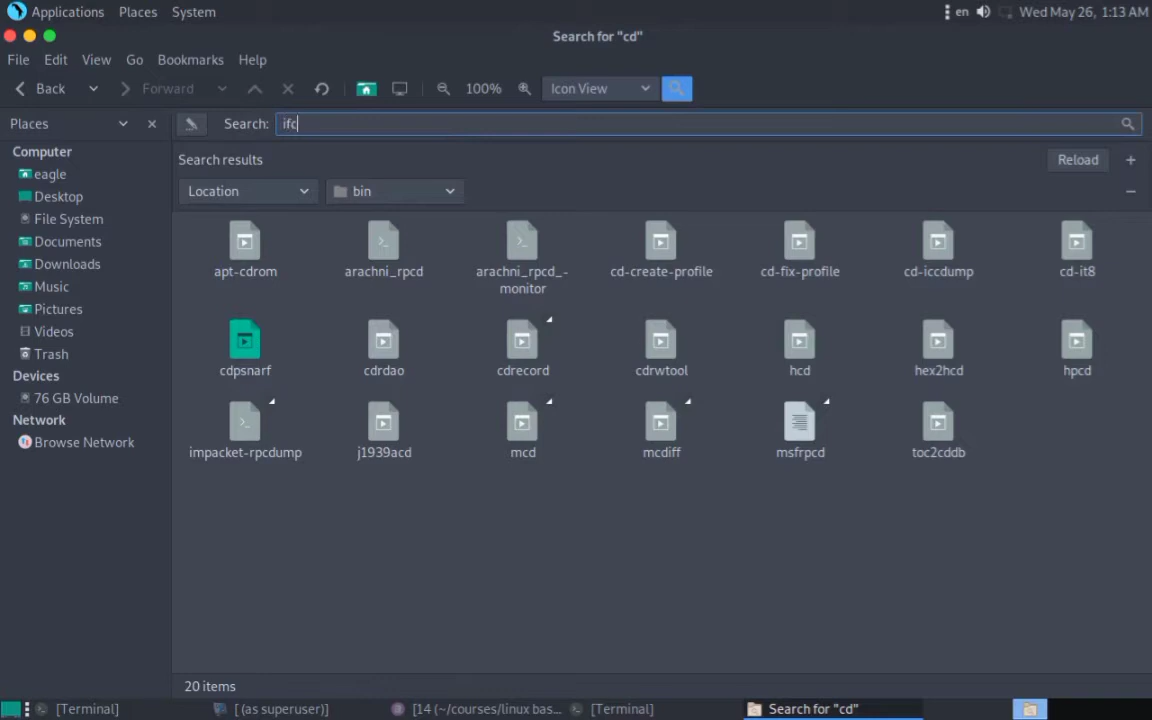 Applications Places System en Wed May 26, 1:13 AM
Search for "cd"
File Edit View Go Bookmarks Help
Back Forward 100% Icon View
Places Search: ifc
Computer
eagle
Desktop
File System
Documents
Downloads
Music
Pictures
Videos
Trash
Devices
76 GB Volume
Network
Browse Network
Search results Reload +
Location bin −
apt-cdrom arachni_rpcd arachni_rpcd_- cd-create-profile cd-fix-profile cd-iccdump cd-it8
monitor
cdpsnarf cdrdao cdrecord cdrwtool hcd hex2hcd hpcd
impacket-rpcdump j1939acd mcd mcdiff msfrpcd toc2cddb
20 items
[Terminal] [ (as superuser)] [14 (~/courses/linux bas... [Terminal] Search for "cd"